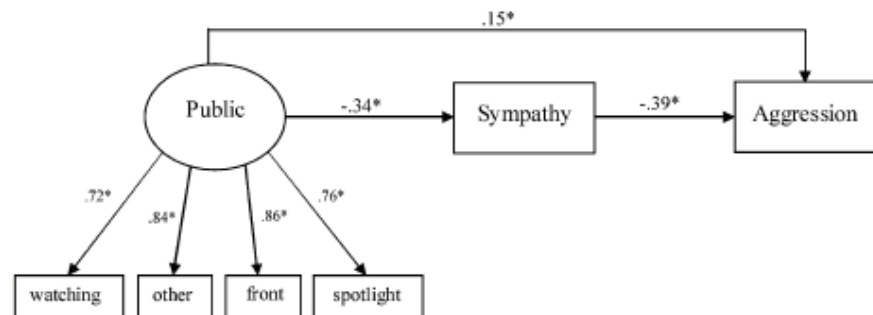 .15*
Public
-.34*
Sympathy
-.39*
Aggression
.72*
.84*
.86*
.76*
watching
other
front
spotlight